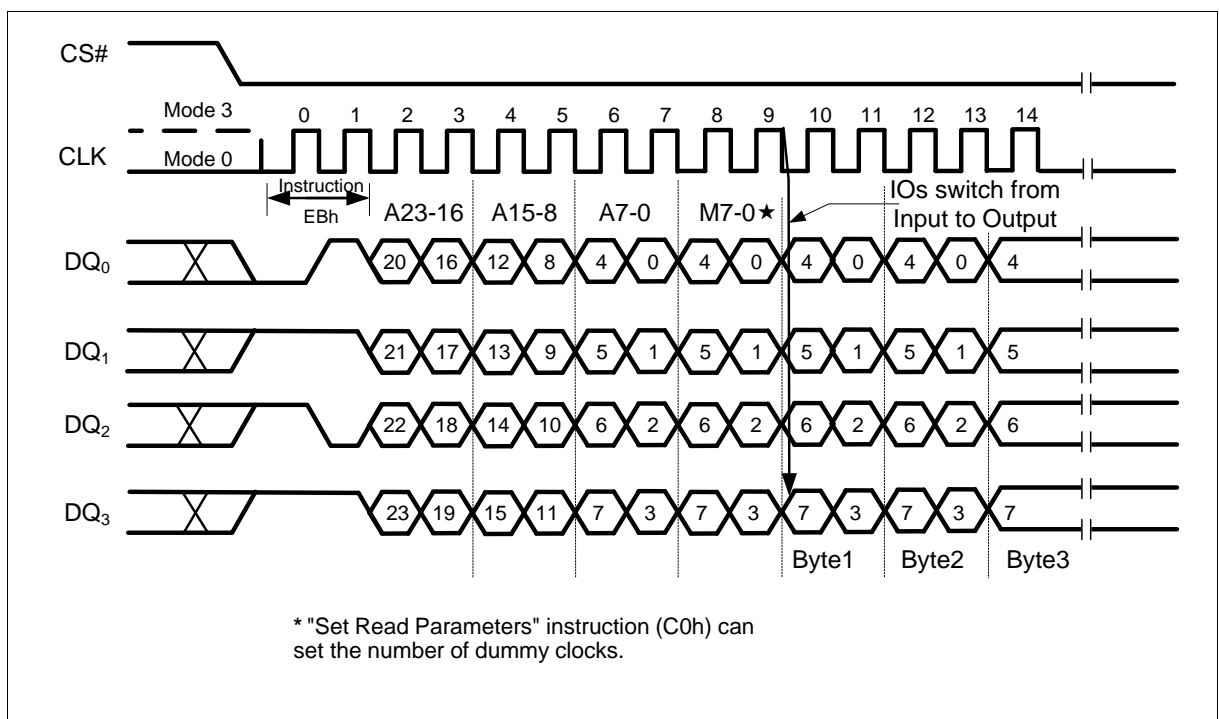 CS#
Mode 3
0 1 2 3 4 5 6 7 8 9 10 11 12 13 14
CLK
Mode 0
Instruction
EBh
A23-16 A15-8 A7-0 M7-0★
IOs switch from
Input to Output
DQ0
20 16 12 8 4 0 4 0 4 0 4 0 4
DQ1
21 17 13 9 5 1 5 1 5 1 5 1 5
DQ2
22 18 14 10 6 2 6 2 6 2 6 2 6
DQ3
23 19 15 11 7 3 7 3 7 3 7 3 7
Byte1 Byte2 Byte3
* "Set Read Parameters" instruction (C0h) can
set the number of dummy clocks.